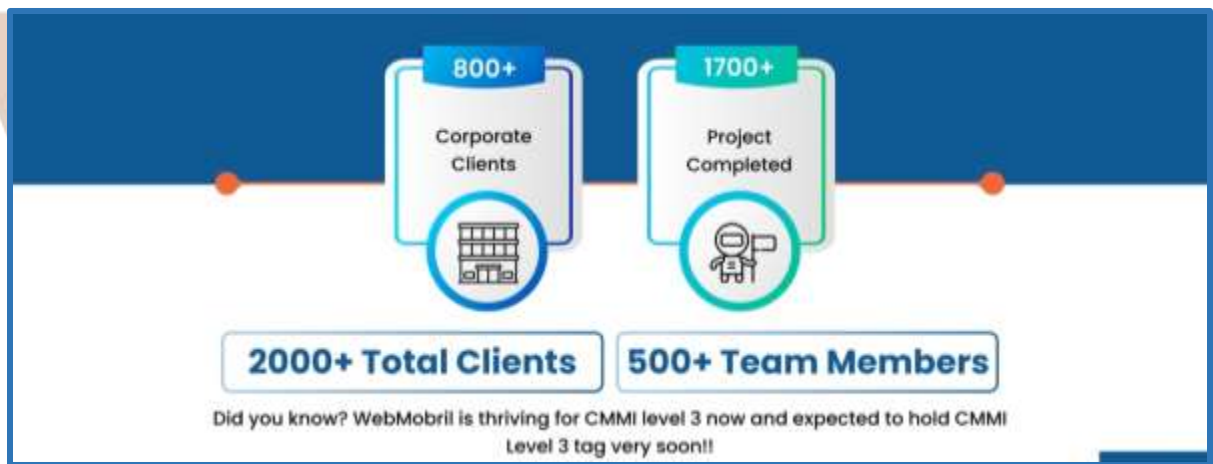 800+
Corporate
Clients
1700+
Project
Completed
2000+ Total Clients
500+ Team Members
Did you know? WebMobril is thriving for CMMI level 3 now and expected to hold CMMI
Level 3 tag very soon!!